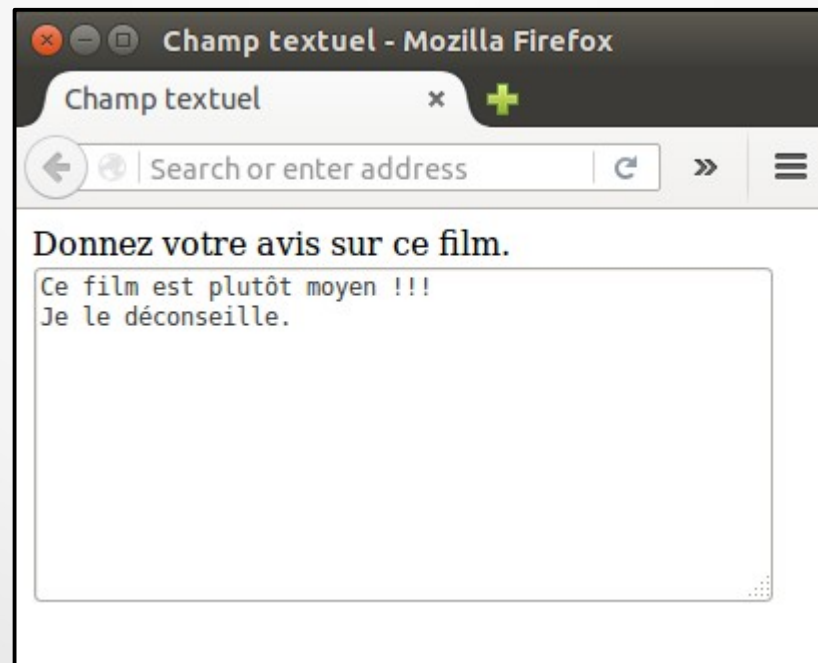 Champ textuel - Mozilla Firefox
Champ textuel
Search or enter address
Donnez votre avis sur ce film.
Ce film est plutôt moyen !!!
Je le déconseille.